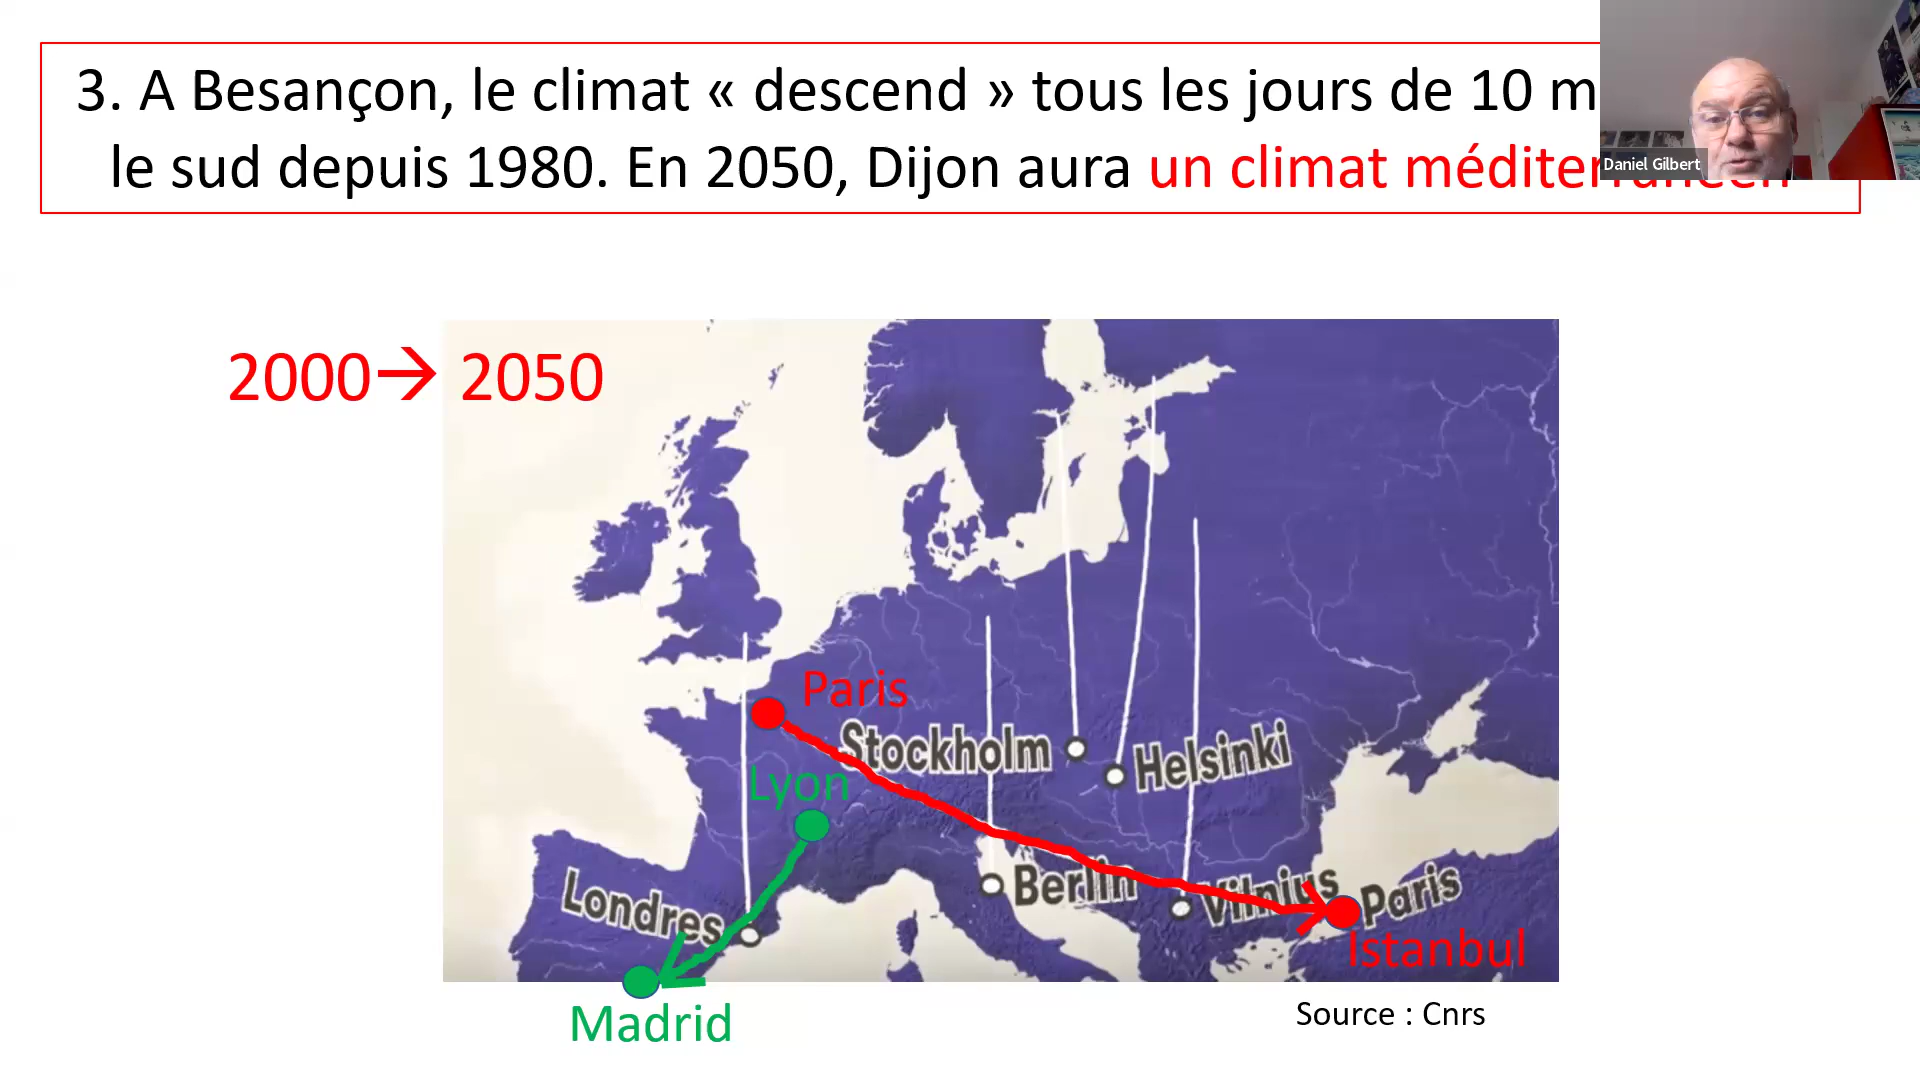 3. A Besançon, le climat « descend » tous les jours de 10 m
le sud depuis 1980. En 2050, Dijon aura un climat
Daniel Gilbert
2000→ 2050
Paris
Stockholm
Helsinki
Lyon
Berlin
Vilnius
Paris
Londres
Istanbul
Madrid
Source : Cnrs